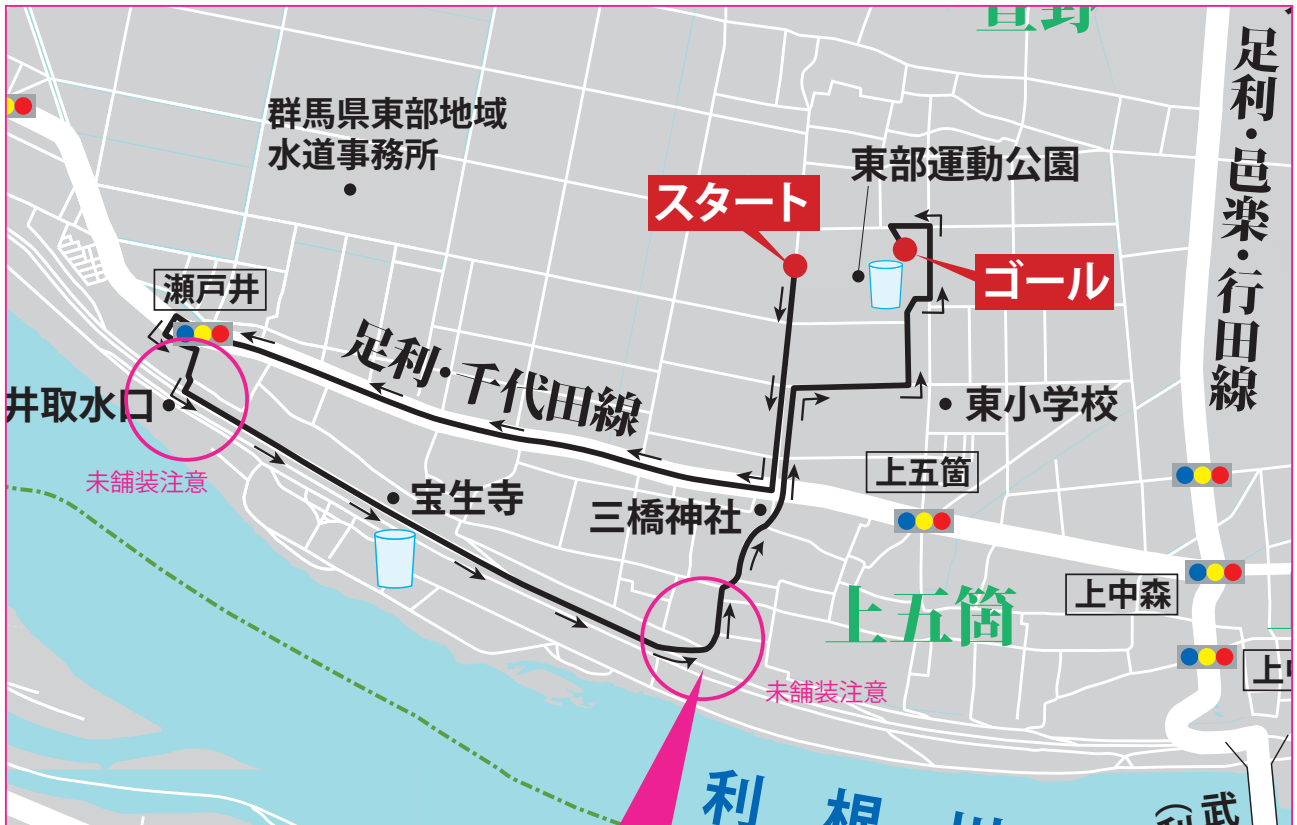 群馬県東部地域
水道事務所
スタート
東部運動公園
ゴール
足利・邑楽・行田線
瀬戸井
足利・千代田線
井取水口
東小学校
未舗装注意
宝生寺
上五箇
三橋神社
上五箇
上中森
未舗装注意
利根川
武